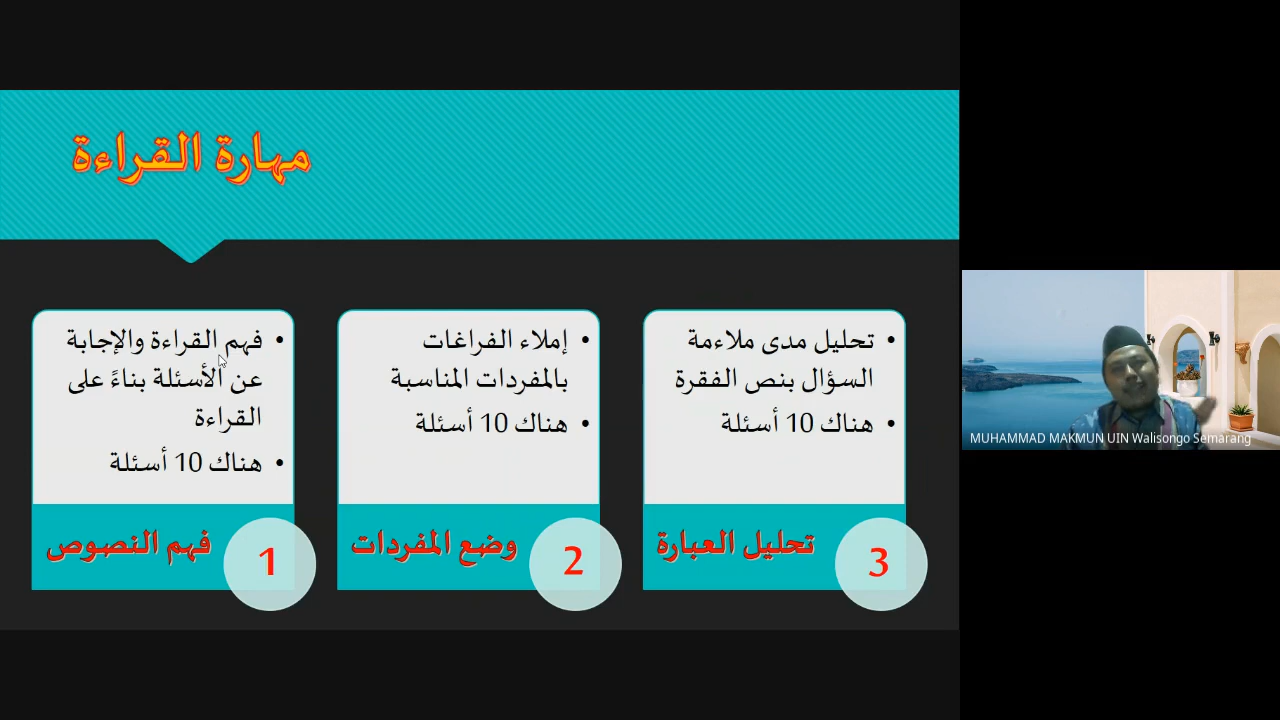 مهارة القراءة
فهم القراءة والإجابة
عن الأسئلة بناءً على
القراءة
هناك 10 أسئلة
فهم النصوص
1
إملاء الفراغات
بالمفردات المناسبة
هناك 10 أسئلة
وضع المفردات
2
تحليل مدى ملاءمة
السؤال بنص الفقرة
هناك 10 أسئلة
تحليل العبارة
3
MUHAMMAD MAKMUN UIN Walisongo Semarang